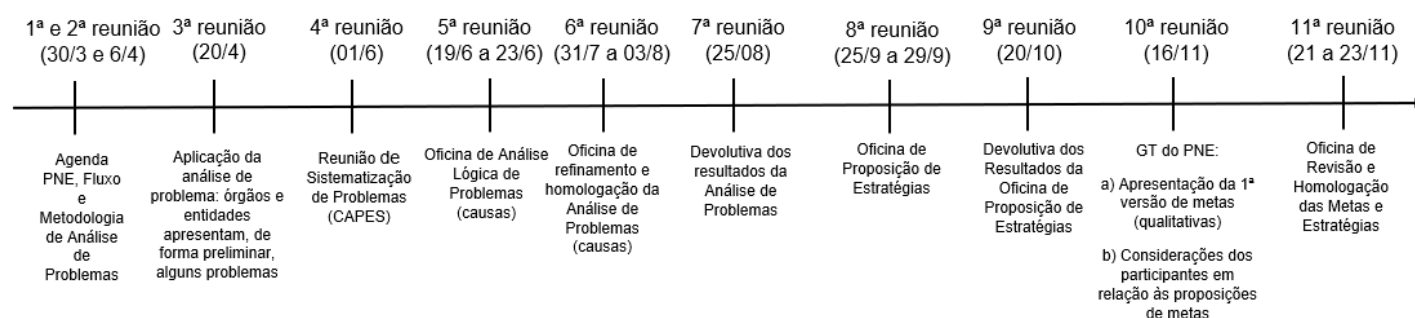 1ª e 2ª reunião
(30/3 e 6/4)
Agenda
PNE, Fluxo
e
Metodologia
de Análise
de
Problemas
3ª reunião
(20/4)
Aplicação da
análise de
problema: órgãos e
entidades
apresentam, de
forma preliminar,
alguns problemas
4ª reunião
(01/6)
Reunião de
Sistematização
de Problemas
(CAPES)
5ª reunião
(19/6 a 23/6)
Oficina de Análise
Lógica de
Problemas
(causas)
6ª reunião
(31/7 a 03/8)
Oficina de
refinamento e
homologação da
Análise de
Problemas
(causas)
7ª reunião
(25/08)
Devolutiva dos
resultados da
Análise de
Problemas
8ª reunião
(25/9 a 29/9)
Oficina de
Proposição de
Estratégias
9ª reunião
(20/10)
Devolutiva dos
Resultados da
Oficina de
Proposição de
Estratégias
10ª reunião
(16/11)
GT do PNE:
a) Apresentação da 1ª
versão de metas
(qualitativas)
b) Considerações dos
participantes em
relação às proposições
de metas
11ª reunião
(21 a 23/11)
Oficina de
Revisão e
Homologação
das Metas e
Estratégias